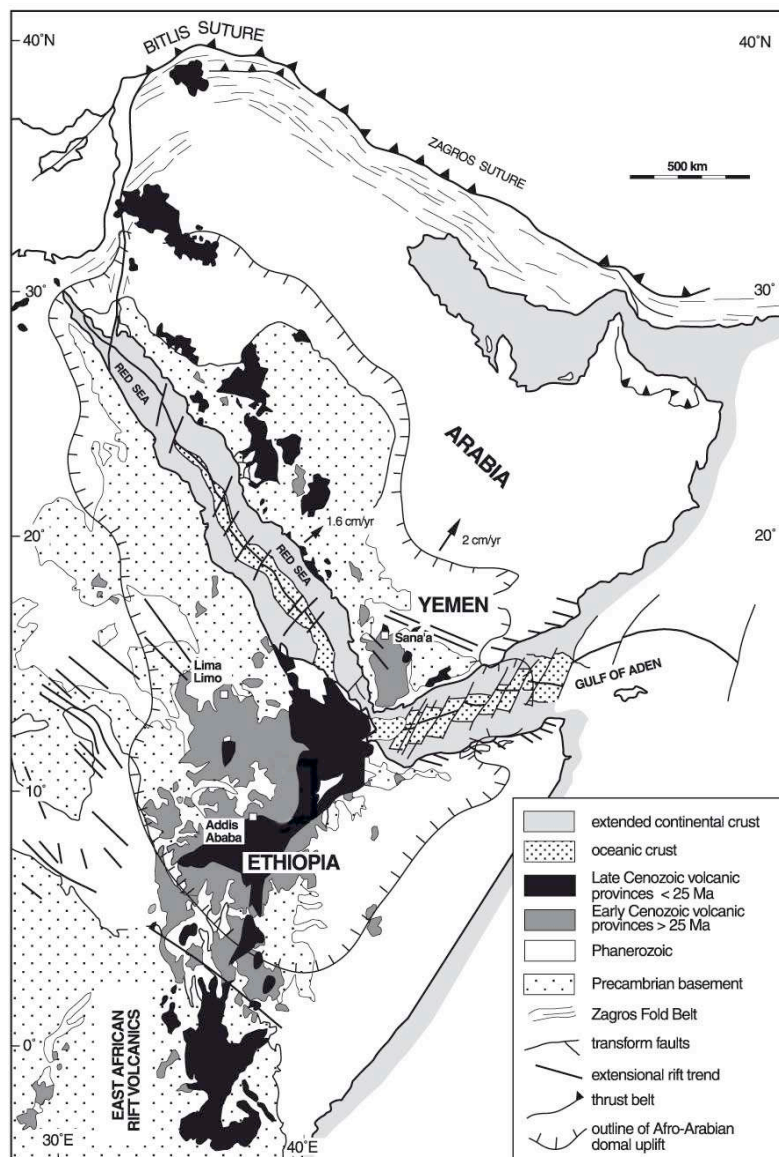 40°N
BITLIS SUTURE
40°N
ZAGROS SUTURE
500 km
30°
30°
RED SEA
ARABIA
1.6 cm/yr
2 cm/yr
RED SEA
20°
20°
YEMEN
Sana'a
Lima
Limo
GULF OF ADEN
10°
Addis
Ababa
ETHIOPIA
EAST AFRICAN
RIFT VOLCANICS
0°
30°E
40°E
extended continental crust
oceanic crust
Late Cenozoic volcanic
provinces < 25 Ma
Early Cenozoic volcanic
provinces > 25 Ma
Phanerozoic
Precambrian basement
Zagros Fold Belt
transform faults
extensional rift trend
thrust belt
outline of Afro-Arabian
domal uplift